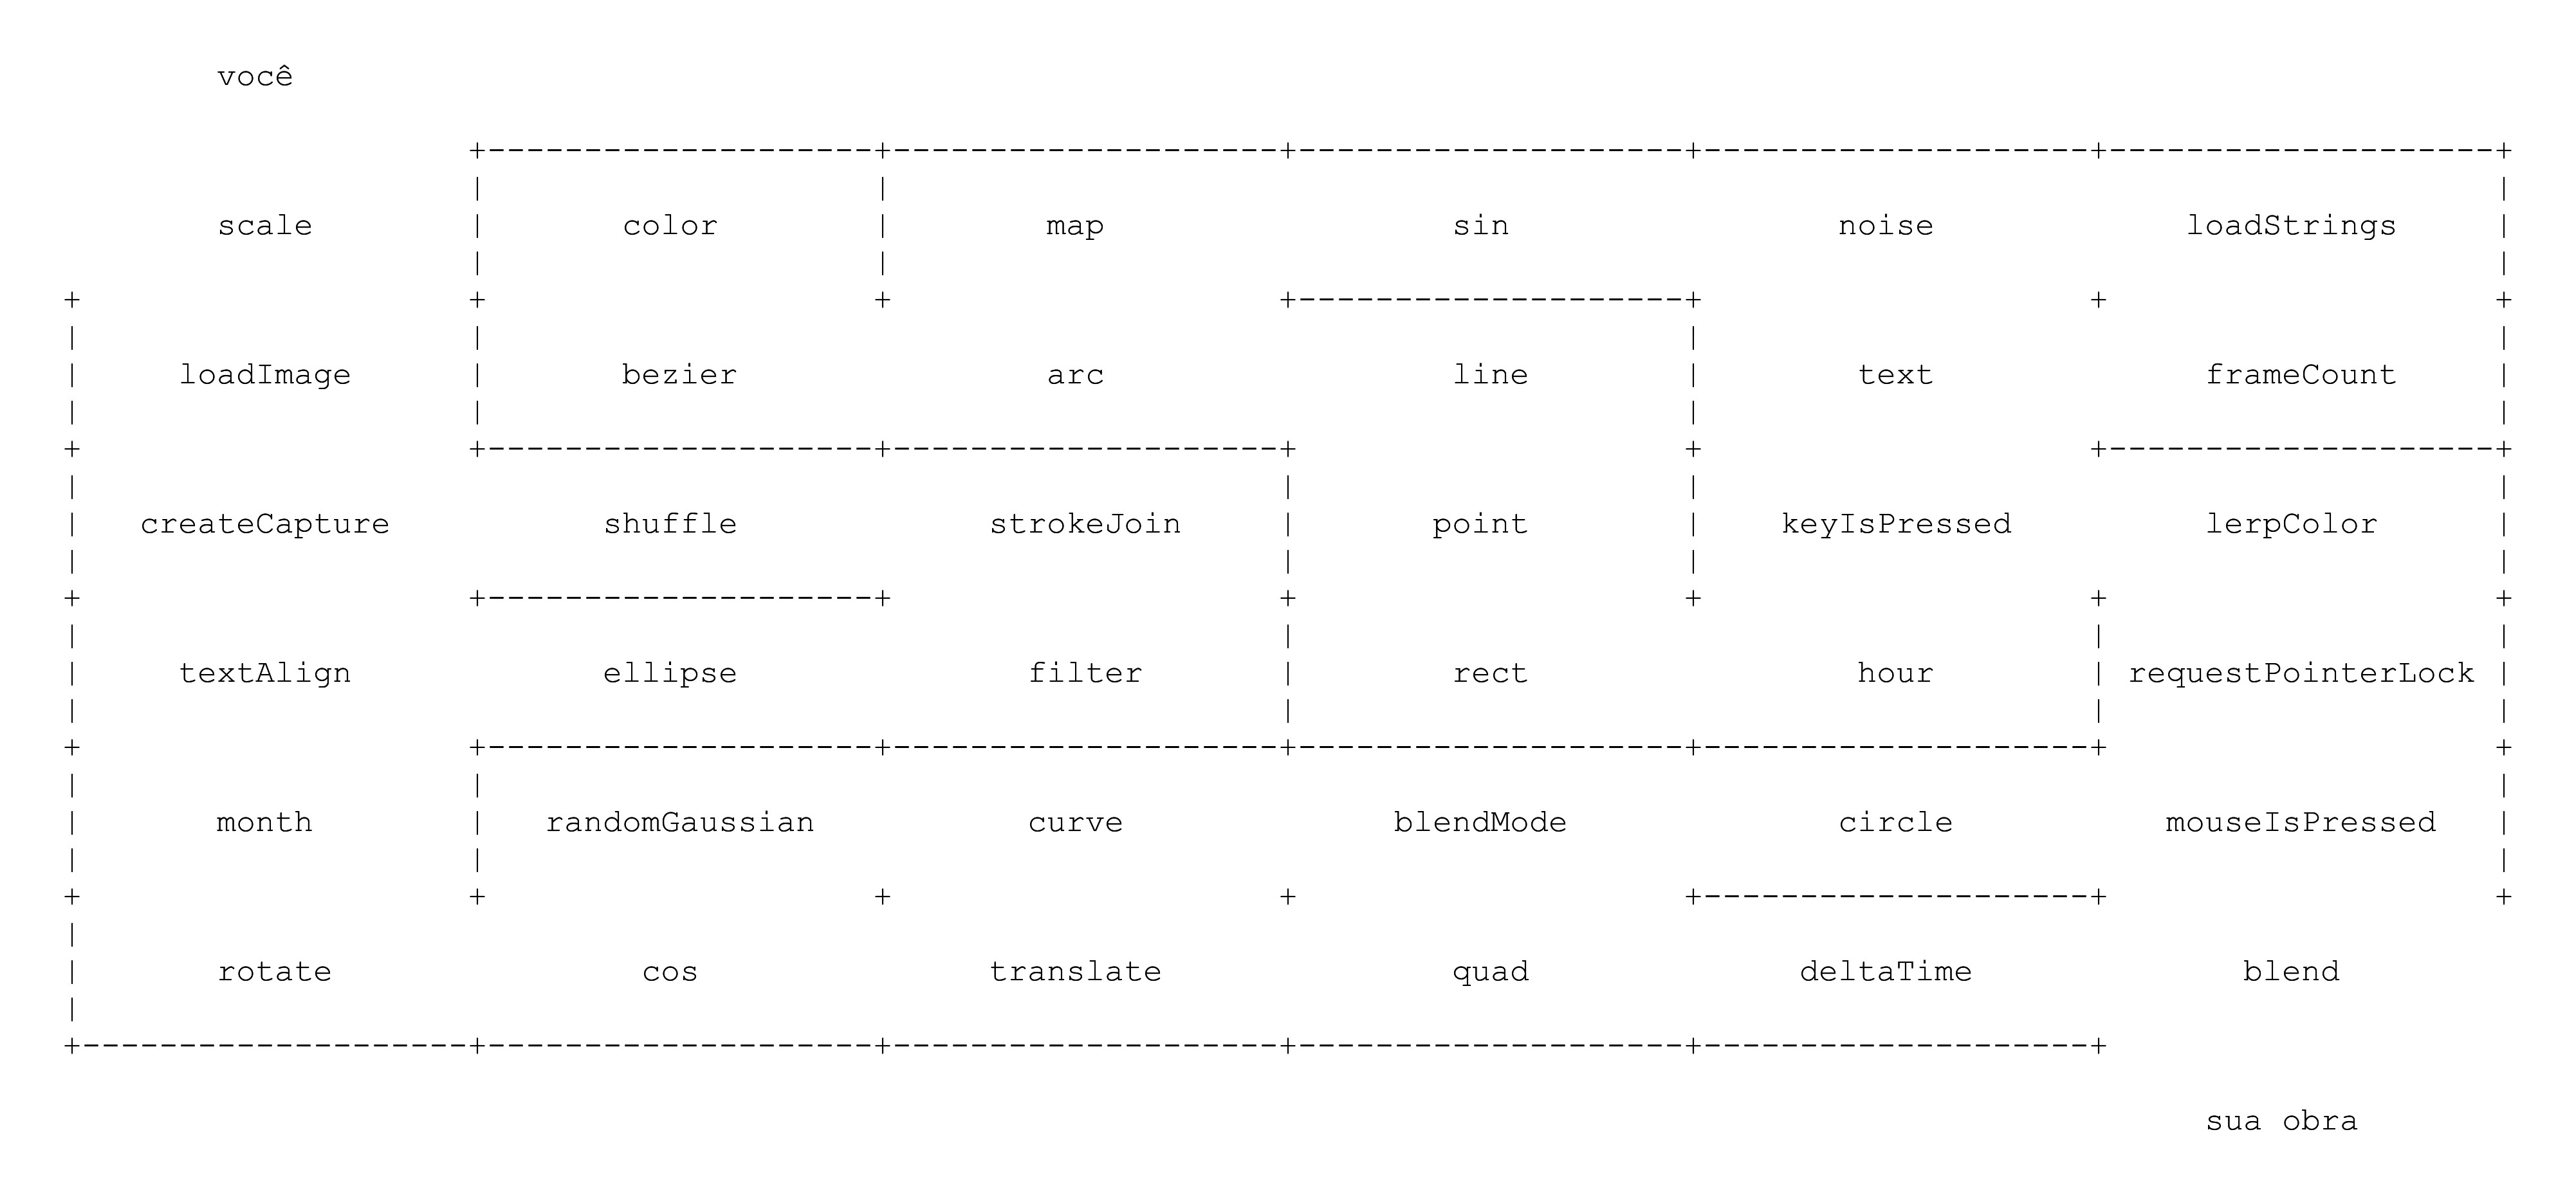 você
scale color map sin noise loadStrings
loadImage bezier arc line text frameCount
createCapture shuffle strokeJoin point keyIsPressed lerpColor
textAlign ellipse filter rect hour requestPointerLock
month randomGaussian curve blendMode circle mouseIsPressed
rotate cos translate quad deltaTime blend
sua obra